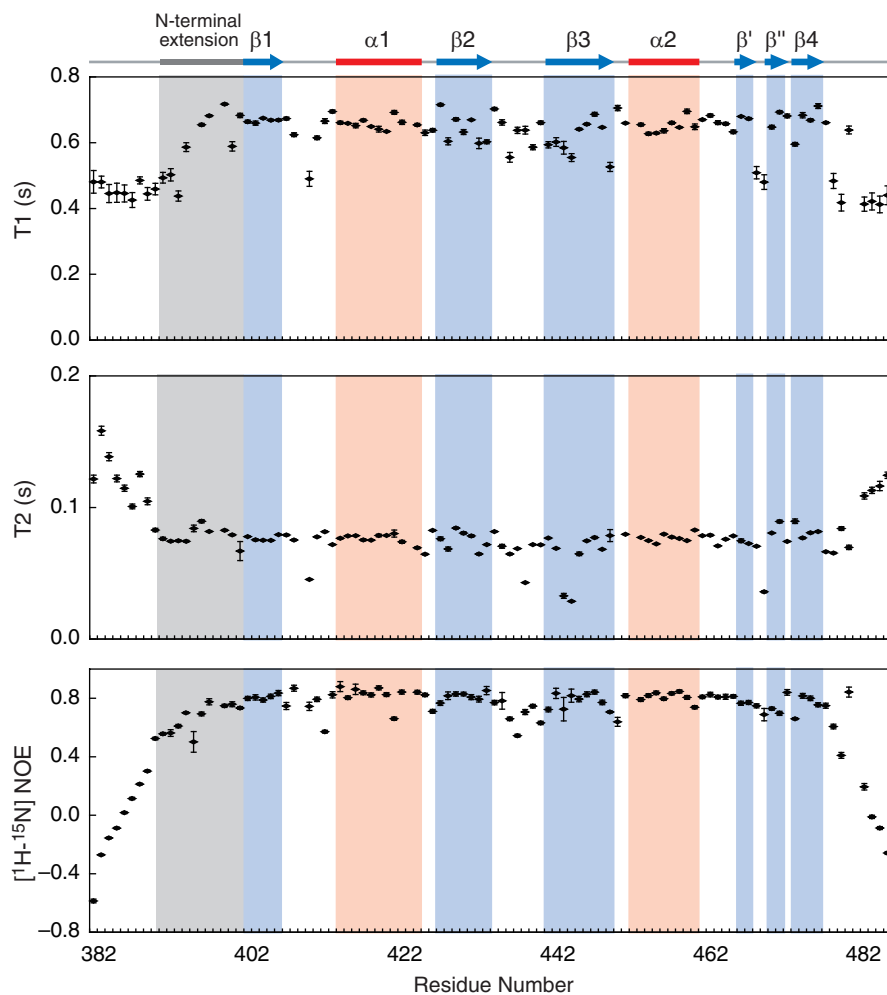 N-terminal
extension
β1 α1 β2 β3 α2 β' β" β4
0.8
0.6
T1 (s)
0.4
0.2
0.0
0.2
T2 (s)
0.1
0.0
0.8
0.4
[¹H-¹⁵N] NOE
0.0
−0.4
−0.8
382 402 422 442 462 482
Residue Number